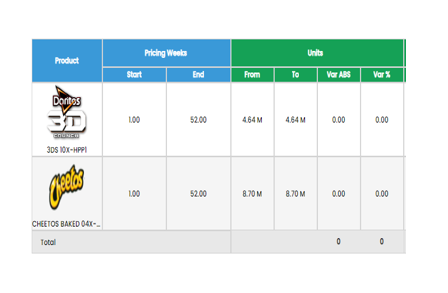 Product Pricing Weeks Units
Start End From To Var ABS Var %
Doritos
3D
CRUNCH
3DS 10X-HPP1 1.00 52.00 4.64 M 4.64 M 0.00 0.00
Cheetos
CHEETOS BAKED 04X-... 1.00 52.00 8.70 M 8.70 M 0.00 0.00
Total 0 0